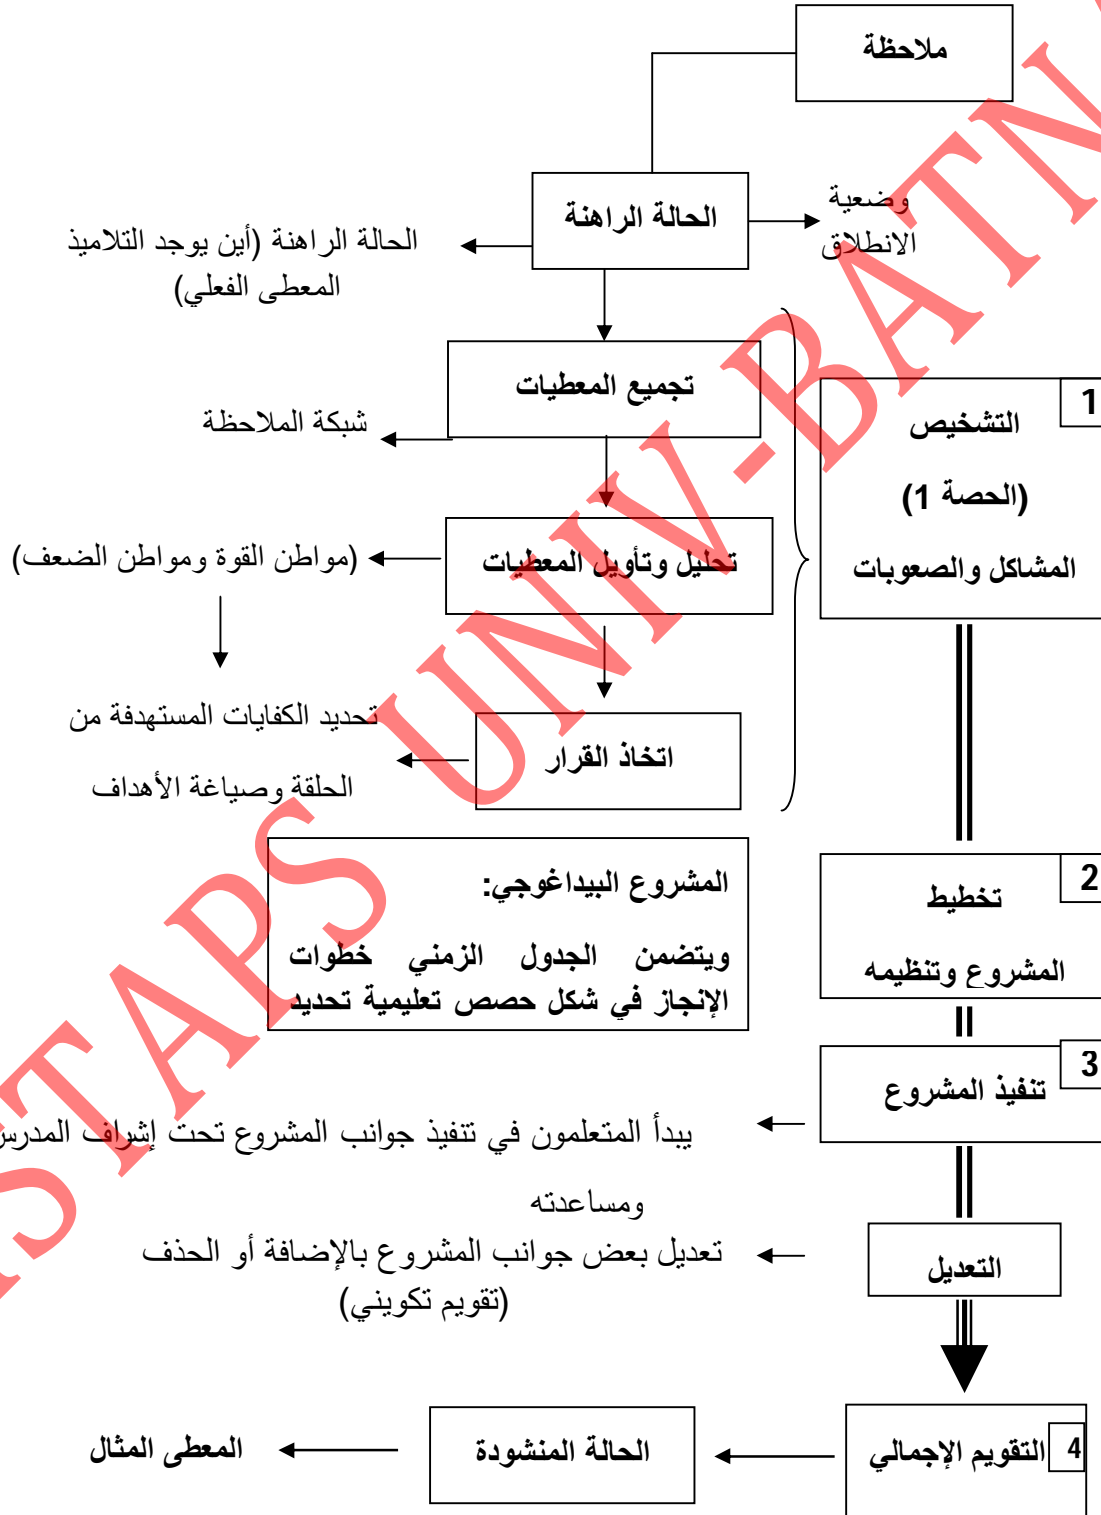 ملاحظة
الحالة الراهنة
وضعية
الانطلاق
الحالة الراهنة (أين يوجد التلاميذ
المعطى الفعلي)
تجميع المعطيات
شبكة الملاحظة
1
التشخيص
(الحصة 1)
المشاكل والصعوبات
تحليل وتأويل المعطيات
(مواطن القوة ومواطن الضعف)
تحديد الكفايات المستهدفة من
الحلقة وصياغة الأهداف
اتخاذ القرار
2
تخطيط
المشروع وتنظيمه
المشروع البيداغوجي:
ويتضمن الجدول الزمني خطوات
الإنجاز في شكل حصص تعليمية تحديد
3
تنفيذ المشروع
يبدأ المتعلمون في تنفيذ جوانب المشروع تحت إشراف المدرس
ومساعدته
التعديل
تعديل بعض جوانب المشروع بالإضافة أو الحذف
(تقويم تكويني)
4
التقويم الإجمالي
الحالة المنشودة
المعطى المثال
STAPS UNIV-BATN